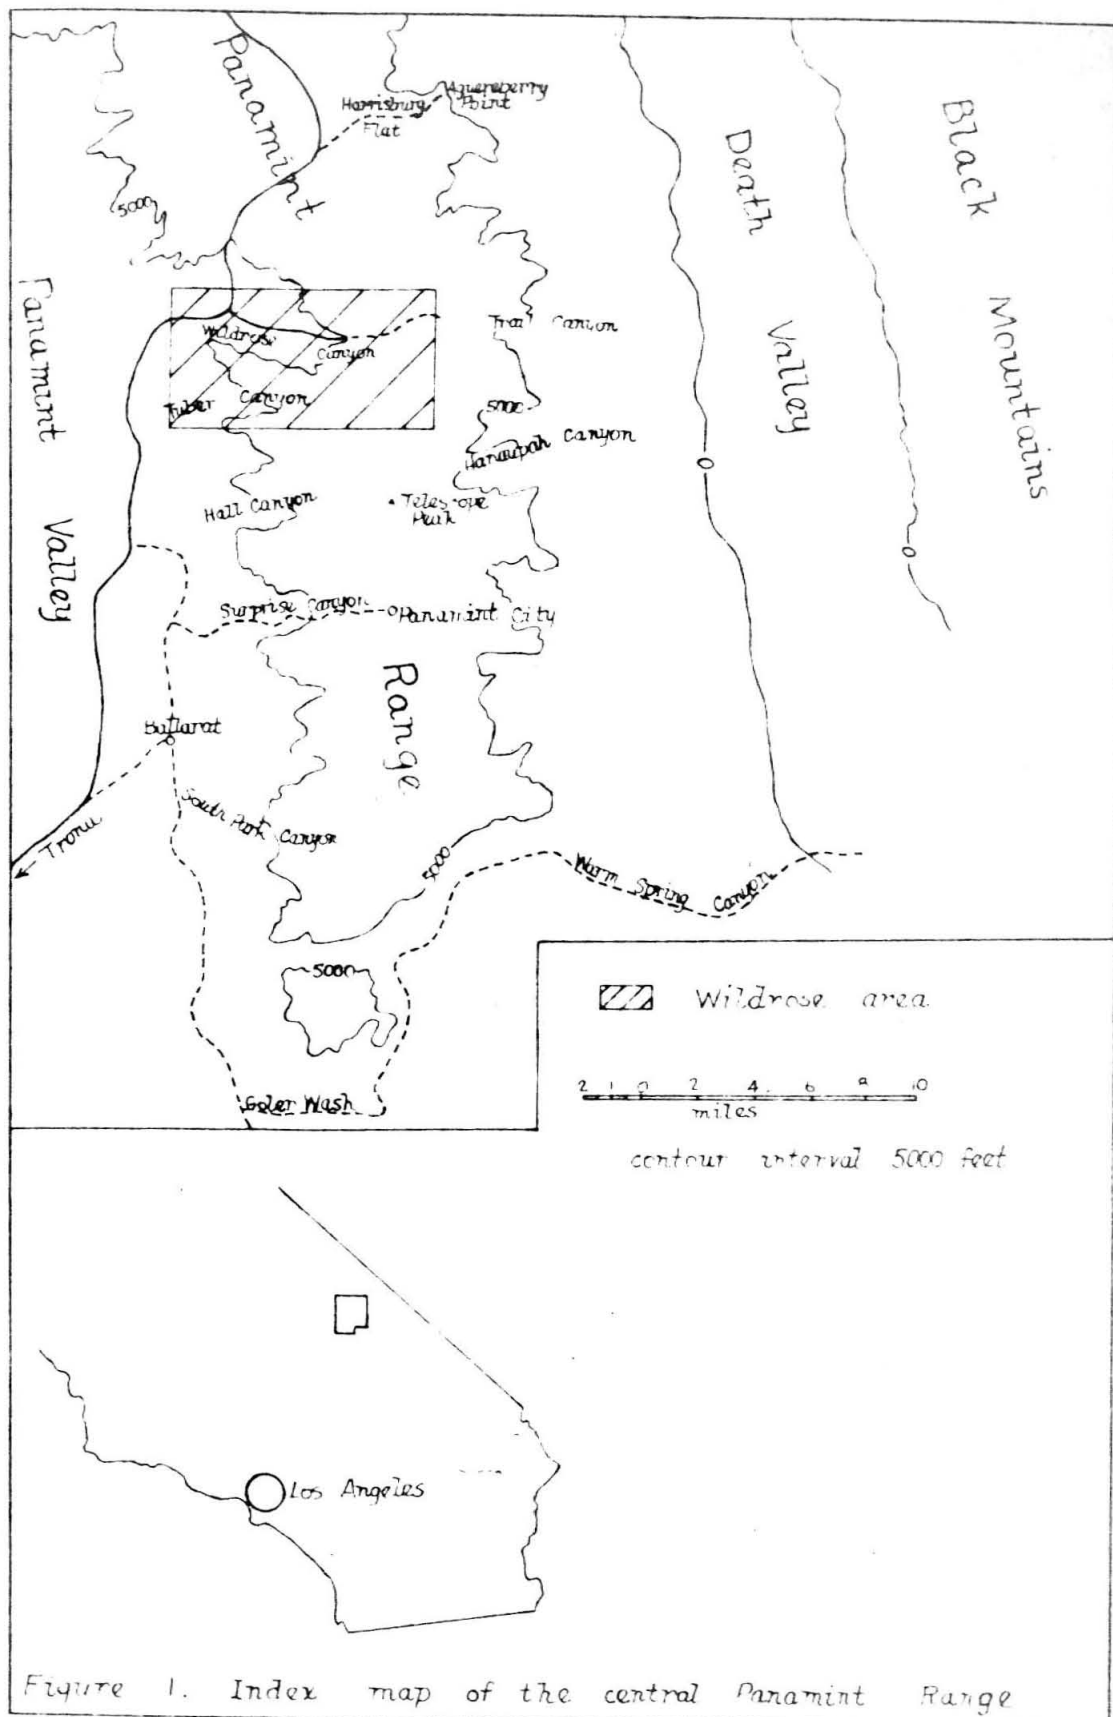 Panamint
Harrisburg
Flat
Aguereberry
Point
Death
Valley
Black
Mountains
5000
Panamint
Valley
Wildrose
Canyon
Trail Canyon
Tuber Canyon
5000
Hanaupah Canyon
0
0
Hall Canyon
Telescope
Peak
Surprise Canyon
Panamint City
Range
Ballarat
South Park Canyon
Trona
5000
Warm Spring Canyon
5000
Goler Wash
Wildrose area
2 1 0 2 4 6 8 10
miles
contour interval 5000 feet
Los Angeles
Figure 1. Index map of the central Panamint Range